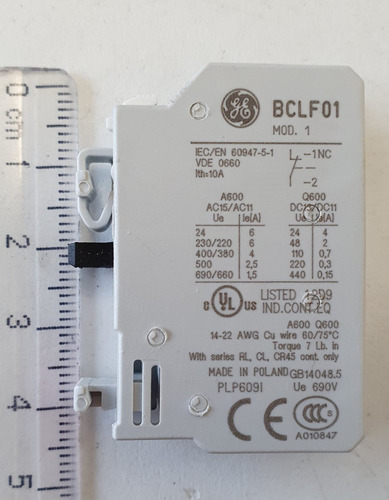 0 cm 1 2 3 4 5
GE BCLF01
MOD. 1
IEC/EN 60947-5-1
VDE 0660
Ith:10A
1NC
2
A600 Q600
AC15/AC11 DC13/DC11
Ue Ie(A) Ue Ie(A)
24 6 24 4
230/220 6 48 2
400/380 4 110 0,7
500 2,5 220 0,3
690/660 1,5 440 0,15
C UL US LISTED
IND.CONT.EQ
A600 Q600
14-22 AWG Cu wire 60/75°C
Torque 7 Lb. in
With series RL, CL, CR45 cont. only
MADE IN POLAND GB14048.5
PLP609I Ue 690V
CE CCC S
A010847